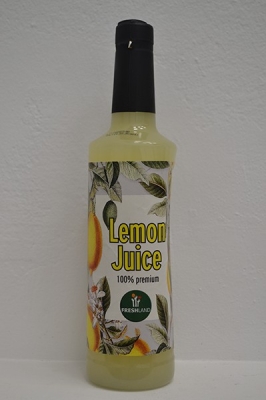 Lemon
Juice
100% premium
FRESHLAND